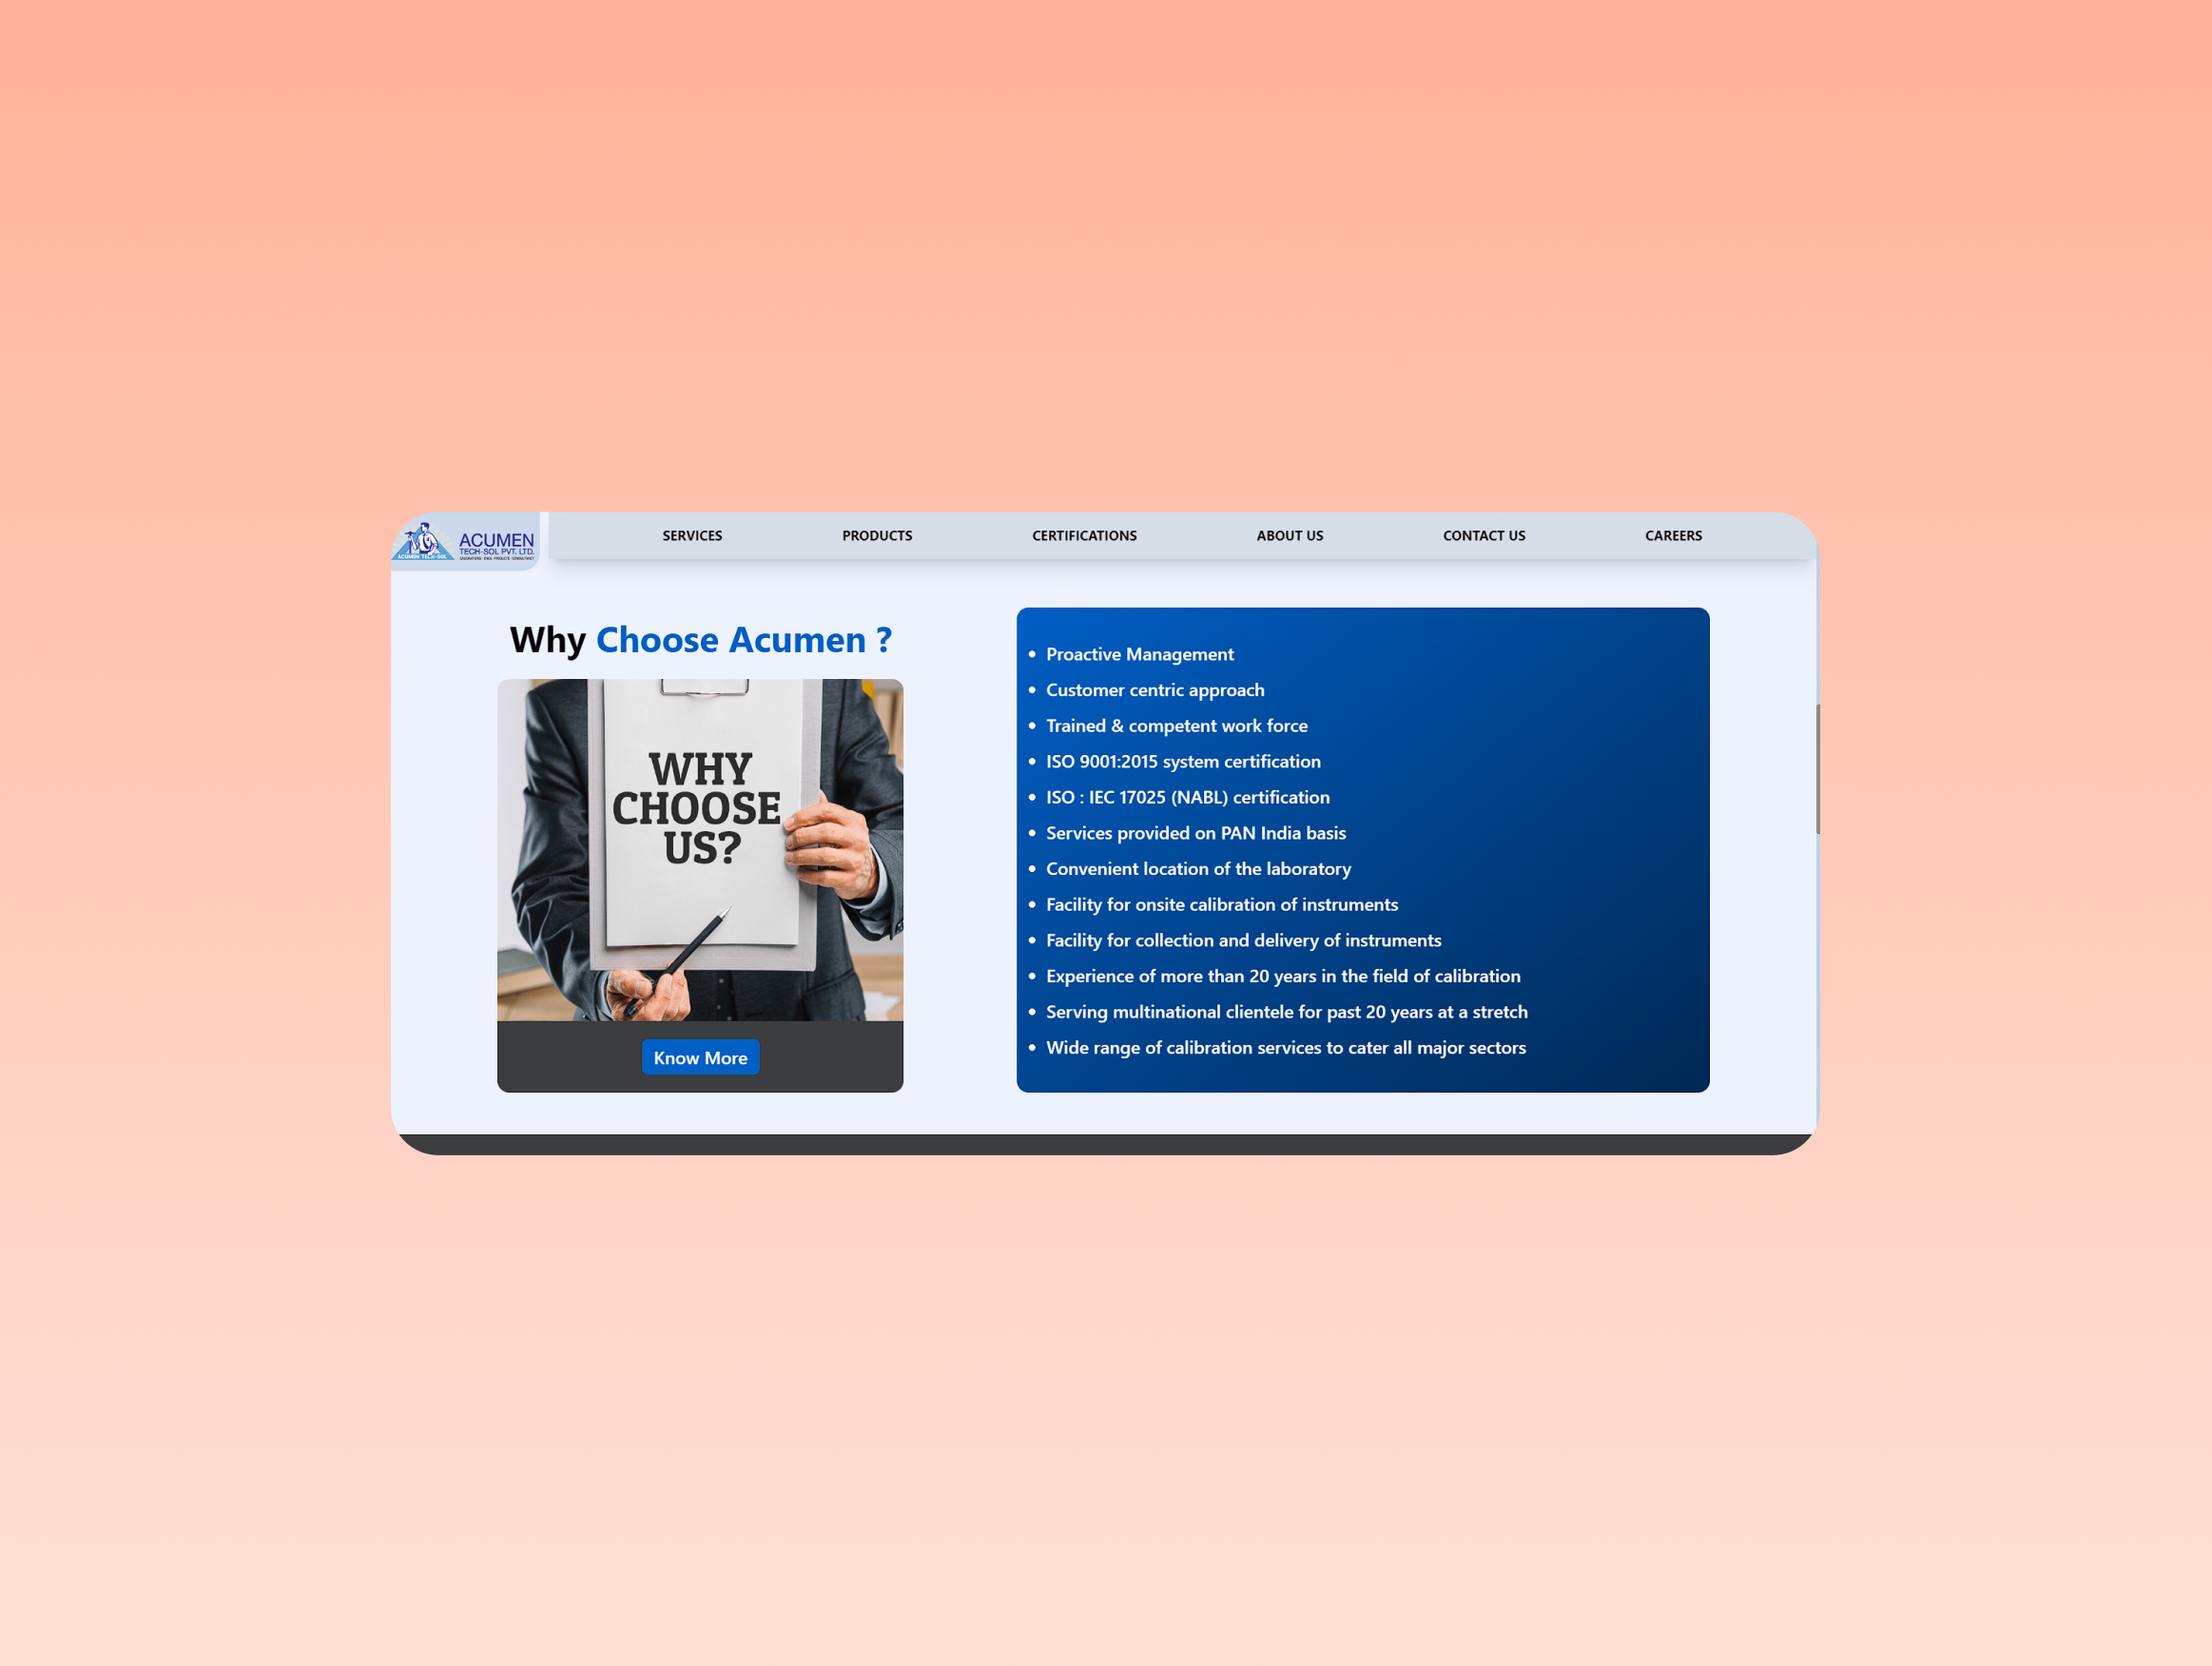 ACUMEN TECH-SOL
ACUMEN
TECH-SOL PVT. LTD.
SERVICES
PRODUCTS
CERTIFICATIONS
ABOUT US
CONTACT US
CAREERS
Why Choose Acumen ?
WHY
CHOOSE
US?
Know More
Proactive Management
Customer centric approach
Trained & competent work force
ISO 9001:2015 system certification
ISO : IEC 17025 (NABL) certification
Services provided on PAN India basis
Convenient location of the laboratory
Facility for onsite calibration of instruments
Facility for collection and delivery of instruments
Experience of more than 20 years in the field of calibration
Serving multinational clientele for past 20 years at a stretch
Wide range of calibration services to cater all major sectors